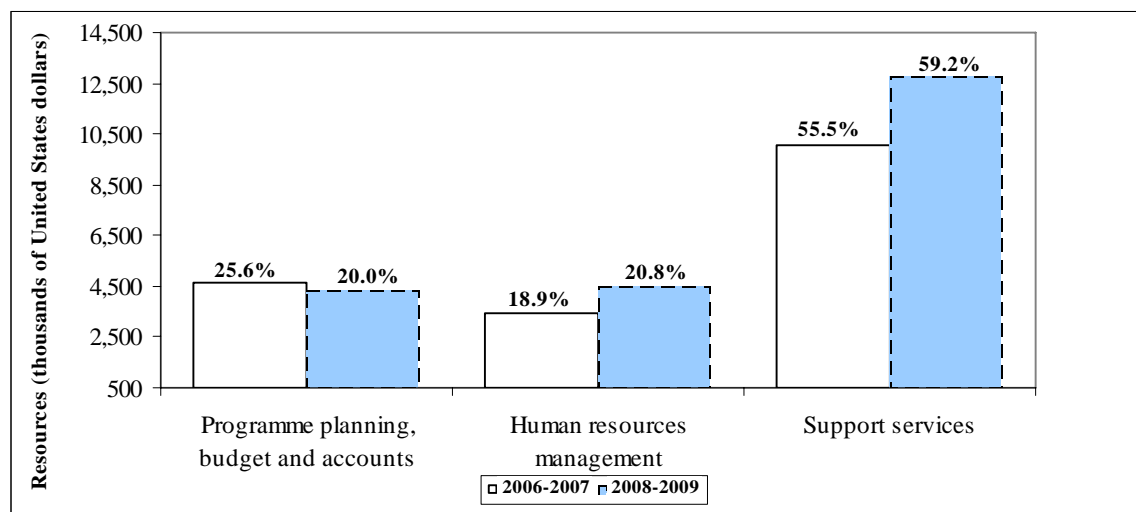 Resources (thousands of United States dollars)
14,500
12,500
10,500
8,500
6,500
4,500
2,500
500
25.6%
20.0%
18.9%
20.8%
55.5%
59.2%
Programme planning,
budget and accounts
Human resources
management
Support services
2006-2007 2008-2009